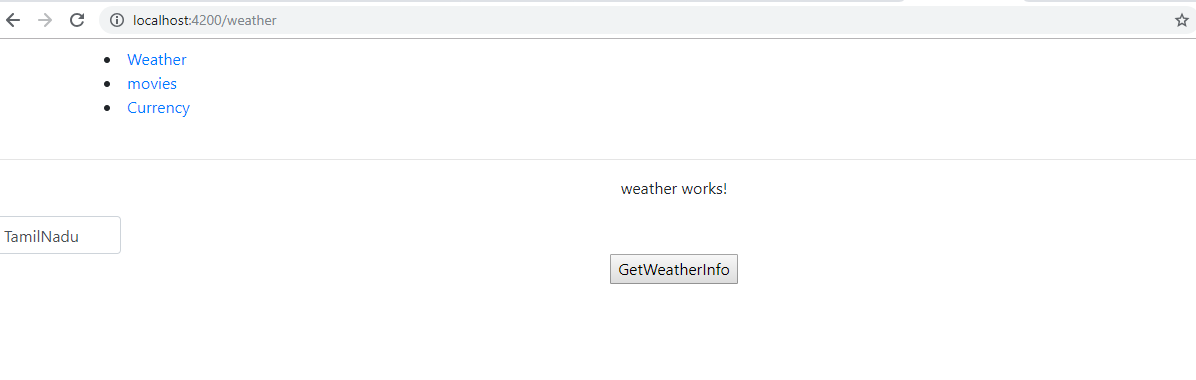 localhost:4200/weather
Weather
movies
Currency
weather works!
TamilNadu
GetWeatherInfo